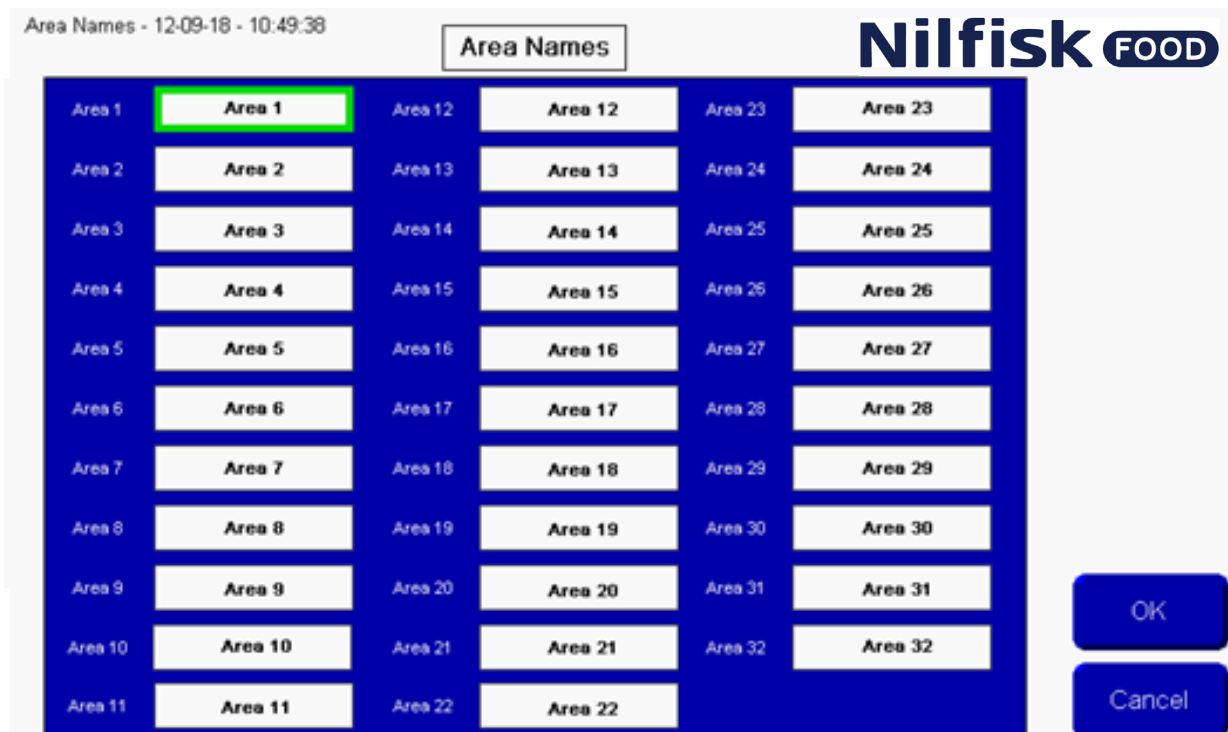 Area Names - 12-09-18 - 10:49:38
Area Names
Nilfisk FOOD
Area 1 Area 1 Area 12 Area 12 Area 23 Area 23
Area 2 Area 2 Area 13 Area 13 Area 24 Area 24
Area 3 Area 3 Area 14 Area 14 Area 25 Area 25
Area 4 Area 4 Area 15 Area 15 Area 26 Area 26
Area 5 Area 5 Area 16 Area 16 Area 27 Area 27
Area 6 Area 6 Area 17 Area 17 Area 28 Area 28
Area 7 Area 7 Area 18 Area 18 Area 29 Area 29
Area 8 Area 8 Area 19 Area 19 Area 30 Area 30
Area 9 Area 9 Area 20 Area 20 Area 31 Area 31
Area 10 Area 10 Area 21 Area 21 Area 32 Area 32
Area 11 Area 11 Area 22 Area 22
OK
Cancel